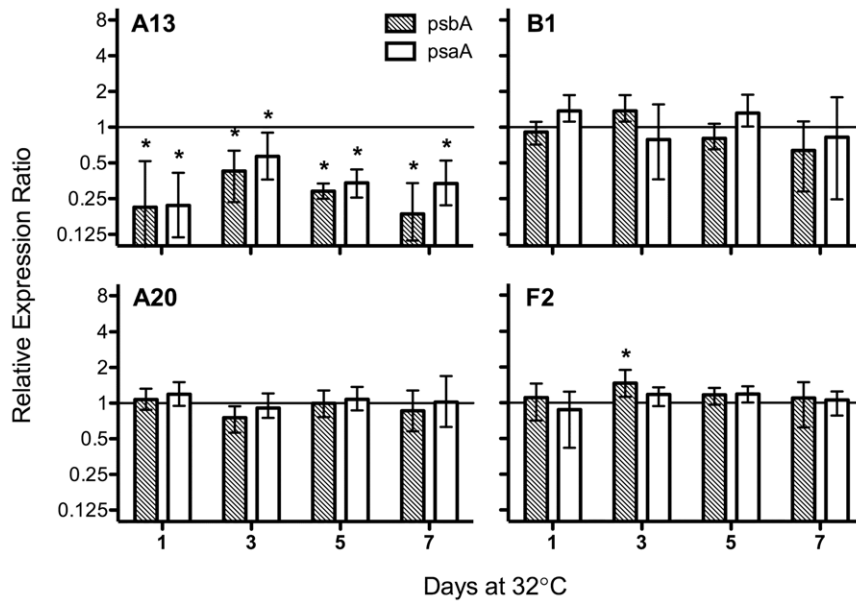 A13
psbA
psaA
B1
8
4
2
1
0.5
0.25
0.125
* * * * * * * *
A20
F2
8
4
2
1
0.5
0.25
0.125
*
1 3 5 7
1 3 5 7
Relative Expression Ratio
Days at 32°C